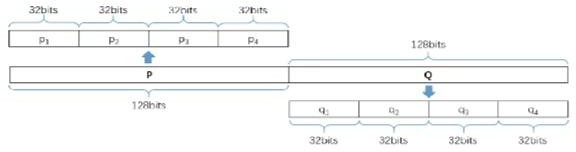 32bits 32bits 32bits 32bits
p1 p2 p3 p4
128bits
P Q
128bits
q1 q2 q3 q4
32bits 32bits 32bits 32bits